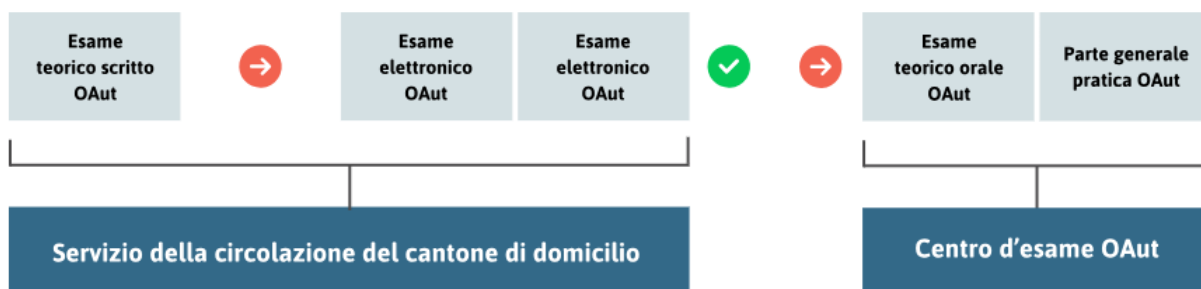 Esame
teorico scritto
OAut
Esame
elettronico
OAut
Esame
elettronico
OAut
Esame
teorico orale
OAut
Parte generale
pratica OAut
Servizio della circolazione del cantone di domicilio
Centro d'esame OAut